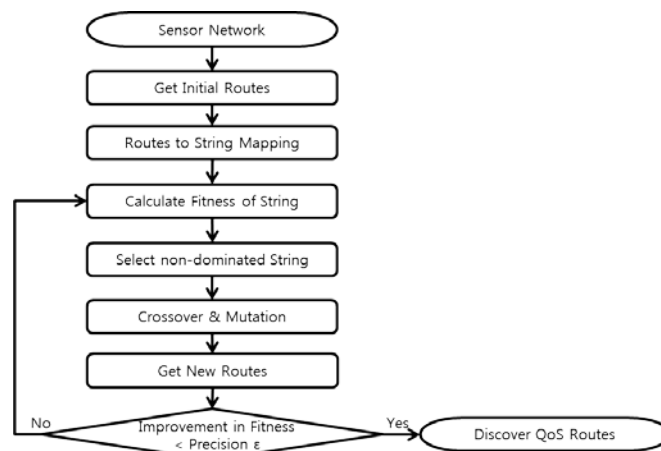 Sensor Network
Get Initial Routes
Routes to String Mapping
Calculate Fitness of String
Select non-dominated String
Crossover & Mutation
Get New Routes
No
Improvement in Fitness
< Precision ε
Yes
Discover QoS Routes